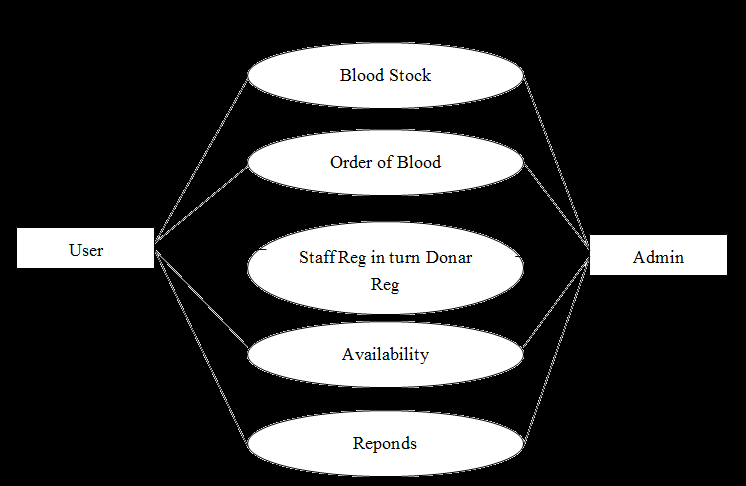 Blood Stock
Order of Blood
User
Staff Reg in turn Donar
Reg
Admin
Availability
Reponds